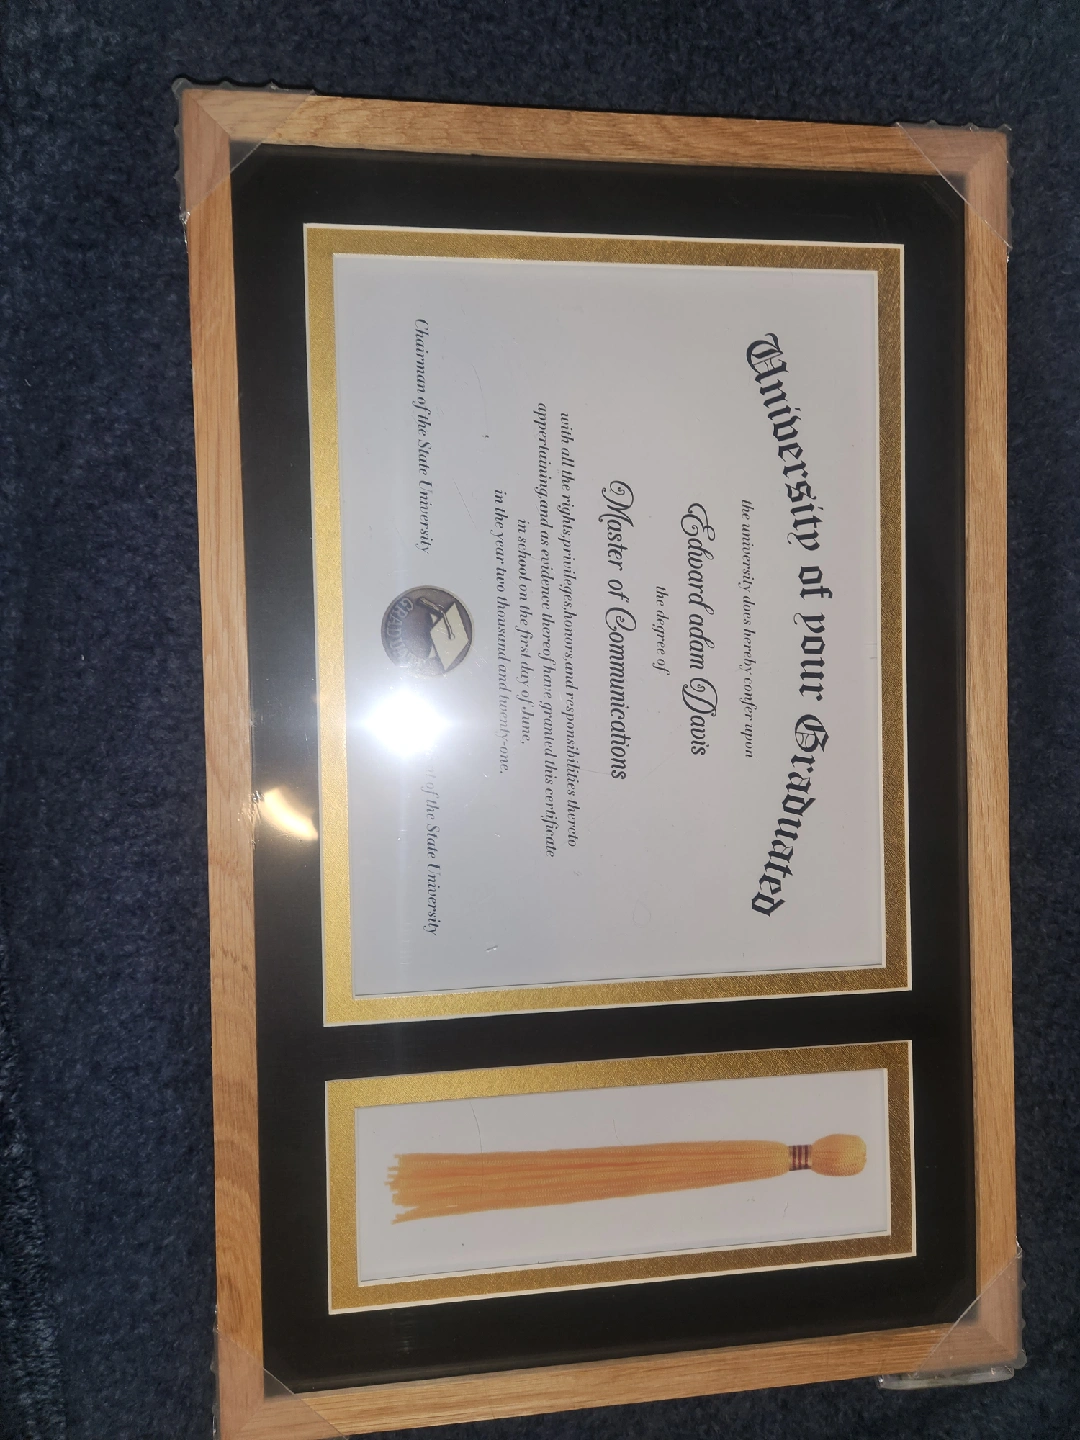 University of your Graduated
the university does hereby confer upon
Edward adam Davis
the degree of
Master of Communications
with all the rights,privileges,honors,and responsibilities thereto
appertaining,and as evidence thereof have granted this certificate
in school on the first day of June,
in the year two thousand and twenty-one.
Chairman of the State University
of the State University